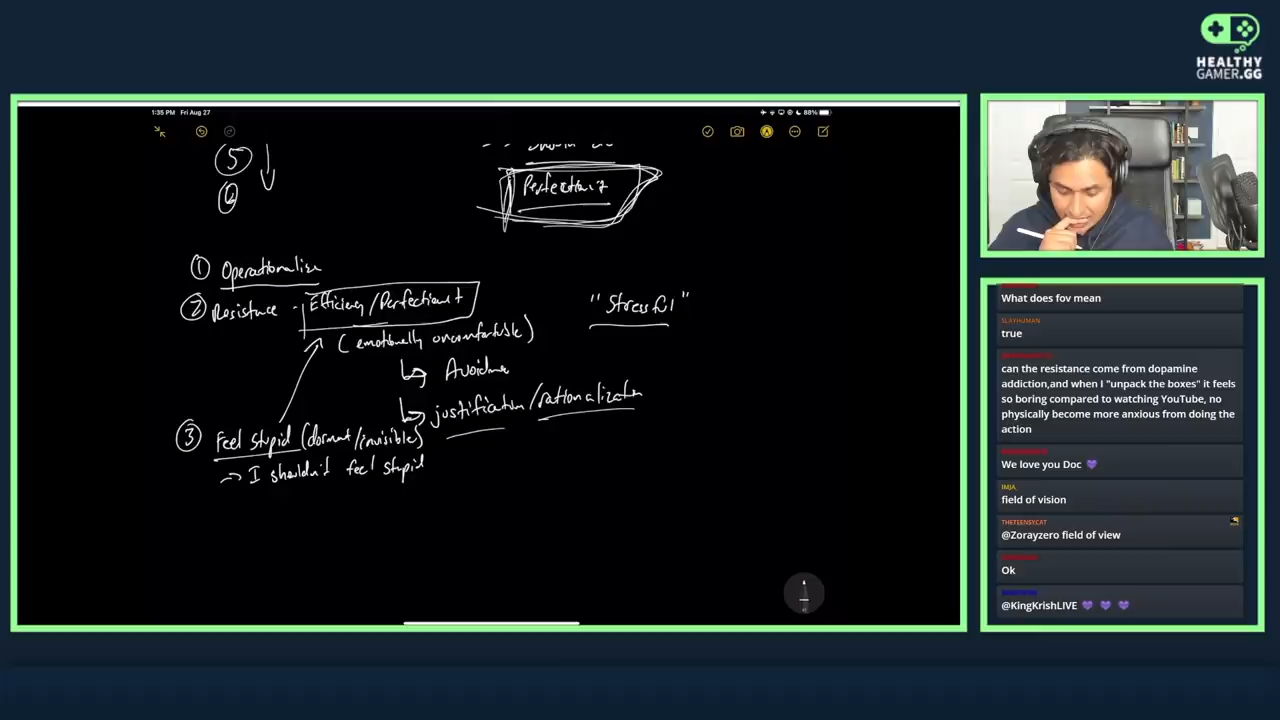 HEALTHY
GAMER.GG
1:35 PM Fri Aug 27
88%
5
6
Perfectionist
① Operationalize
② Resistance - Efficiency/Perfectionist
"Stressful"
(emotionally uncomfortable)
↳ Avoidance
↳ justification/rationalization
③ Feel stupid (dormant/invisible)
→ I shouldn't feel stupid
What does fov mean
SLAYHUMAN
true
can the resistance come from dopamine
addiction,and when I "unpack the boxes" it feels
so boring compared to watching YouTube, no
physically become more anxious from doing the
action
We love you Doc 💜
IMJA_
field of vision
THETEENSYCAT
@Zorayzero field of view
Ok
@KingKrishLIVE 💜 💜 💜